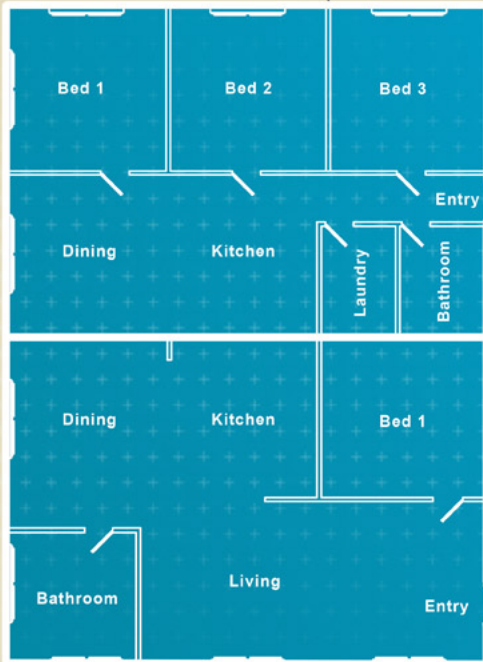 Bed 1
Bed 2
Bed 3
Entry
Dining
Kitchen
Laundry
Bathroom
Dining
Kitchen
Bed 1
Living
Bathroom
Entry